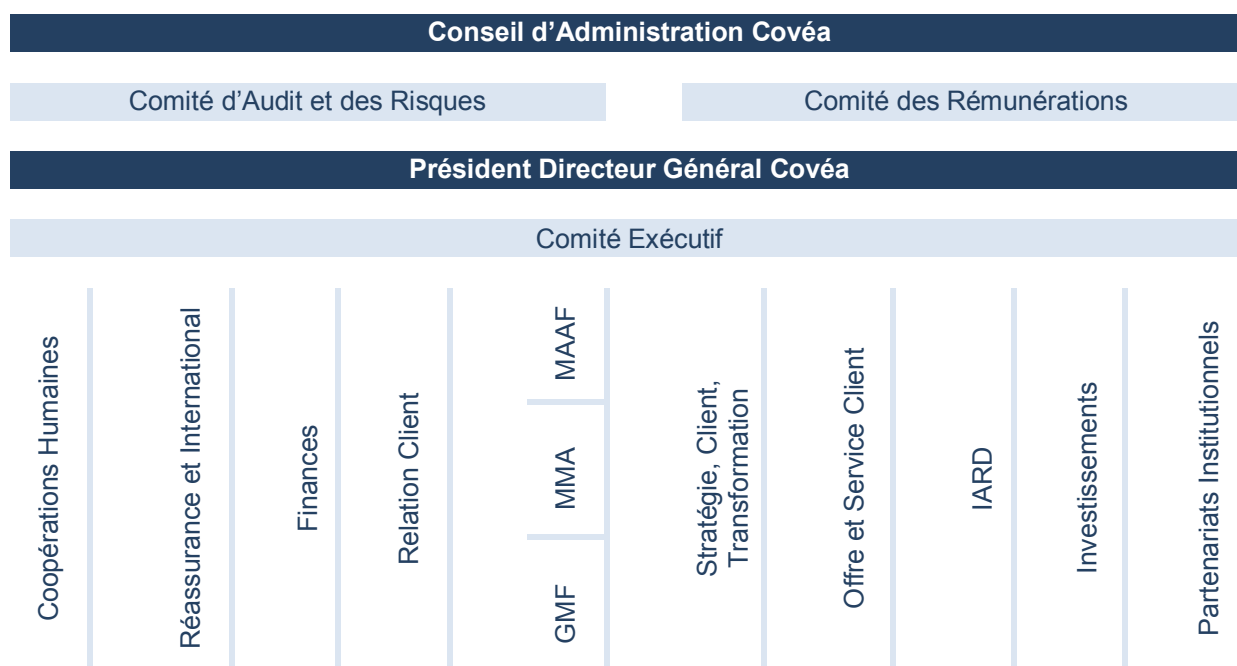 Conseil d’Administration Covéa
Comité d’Audit et des Risques
Comité des Rémunérations
Président Directeur Général Covéa
Comité Exécutif
Coopérations Humaines
Réassurance et International
Finances
Relation Client
MAAF
MMA
GMF
Stratégie, Client,
Transformation
Offre et Service Client
IARD
Investissements
Partenariats Institutionnels